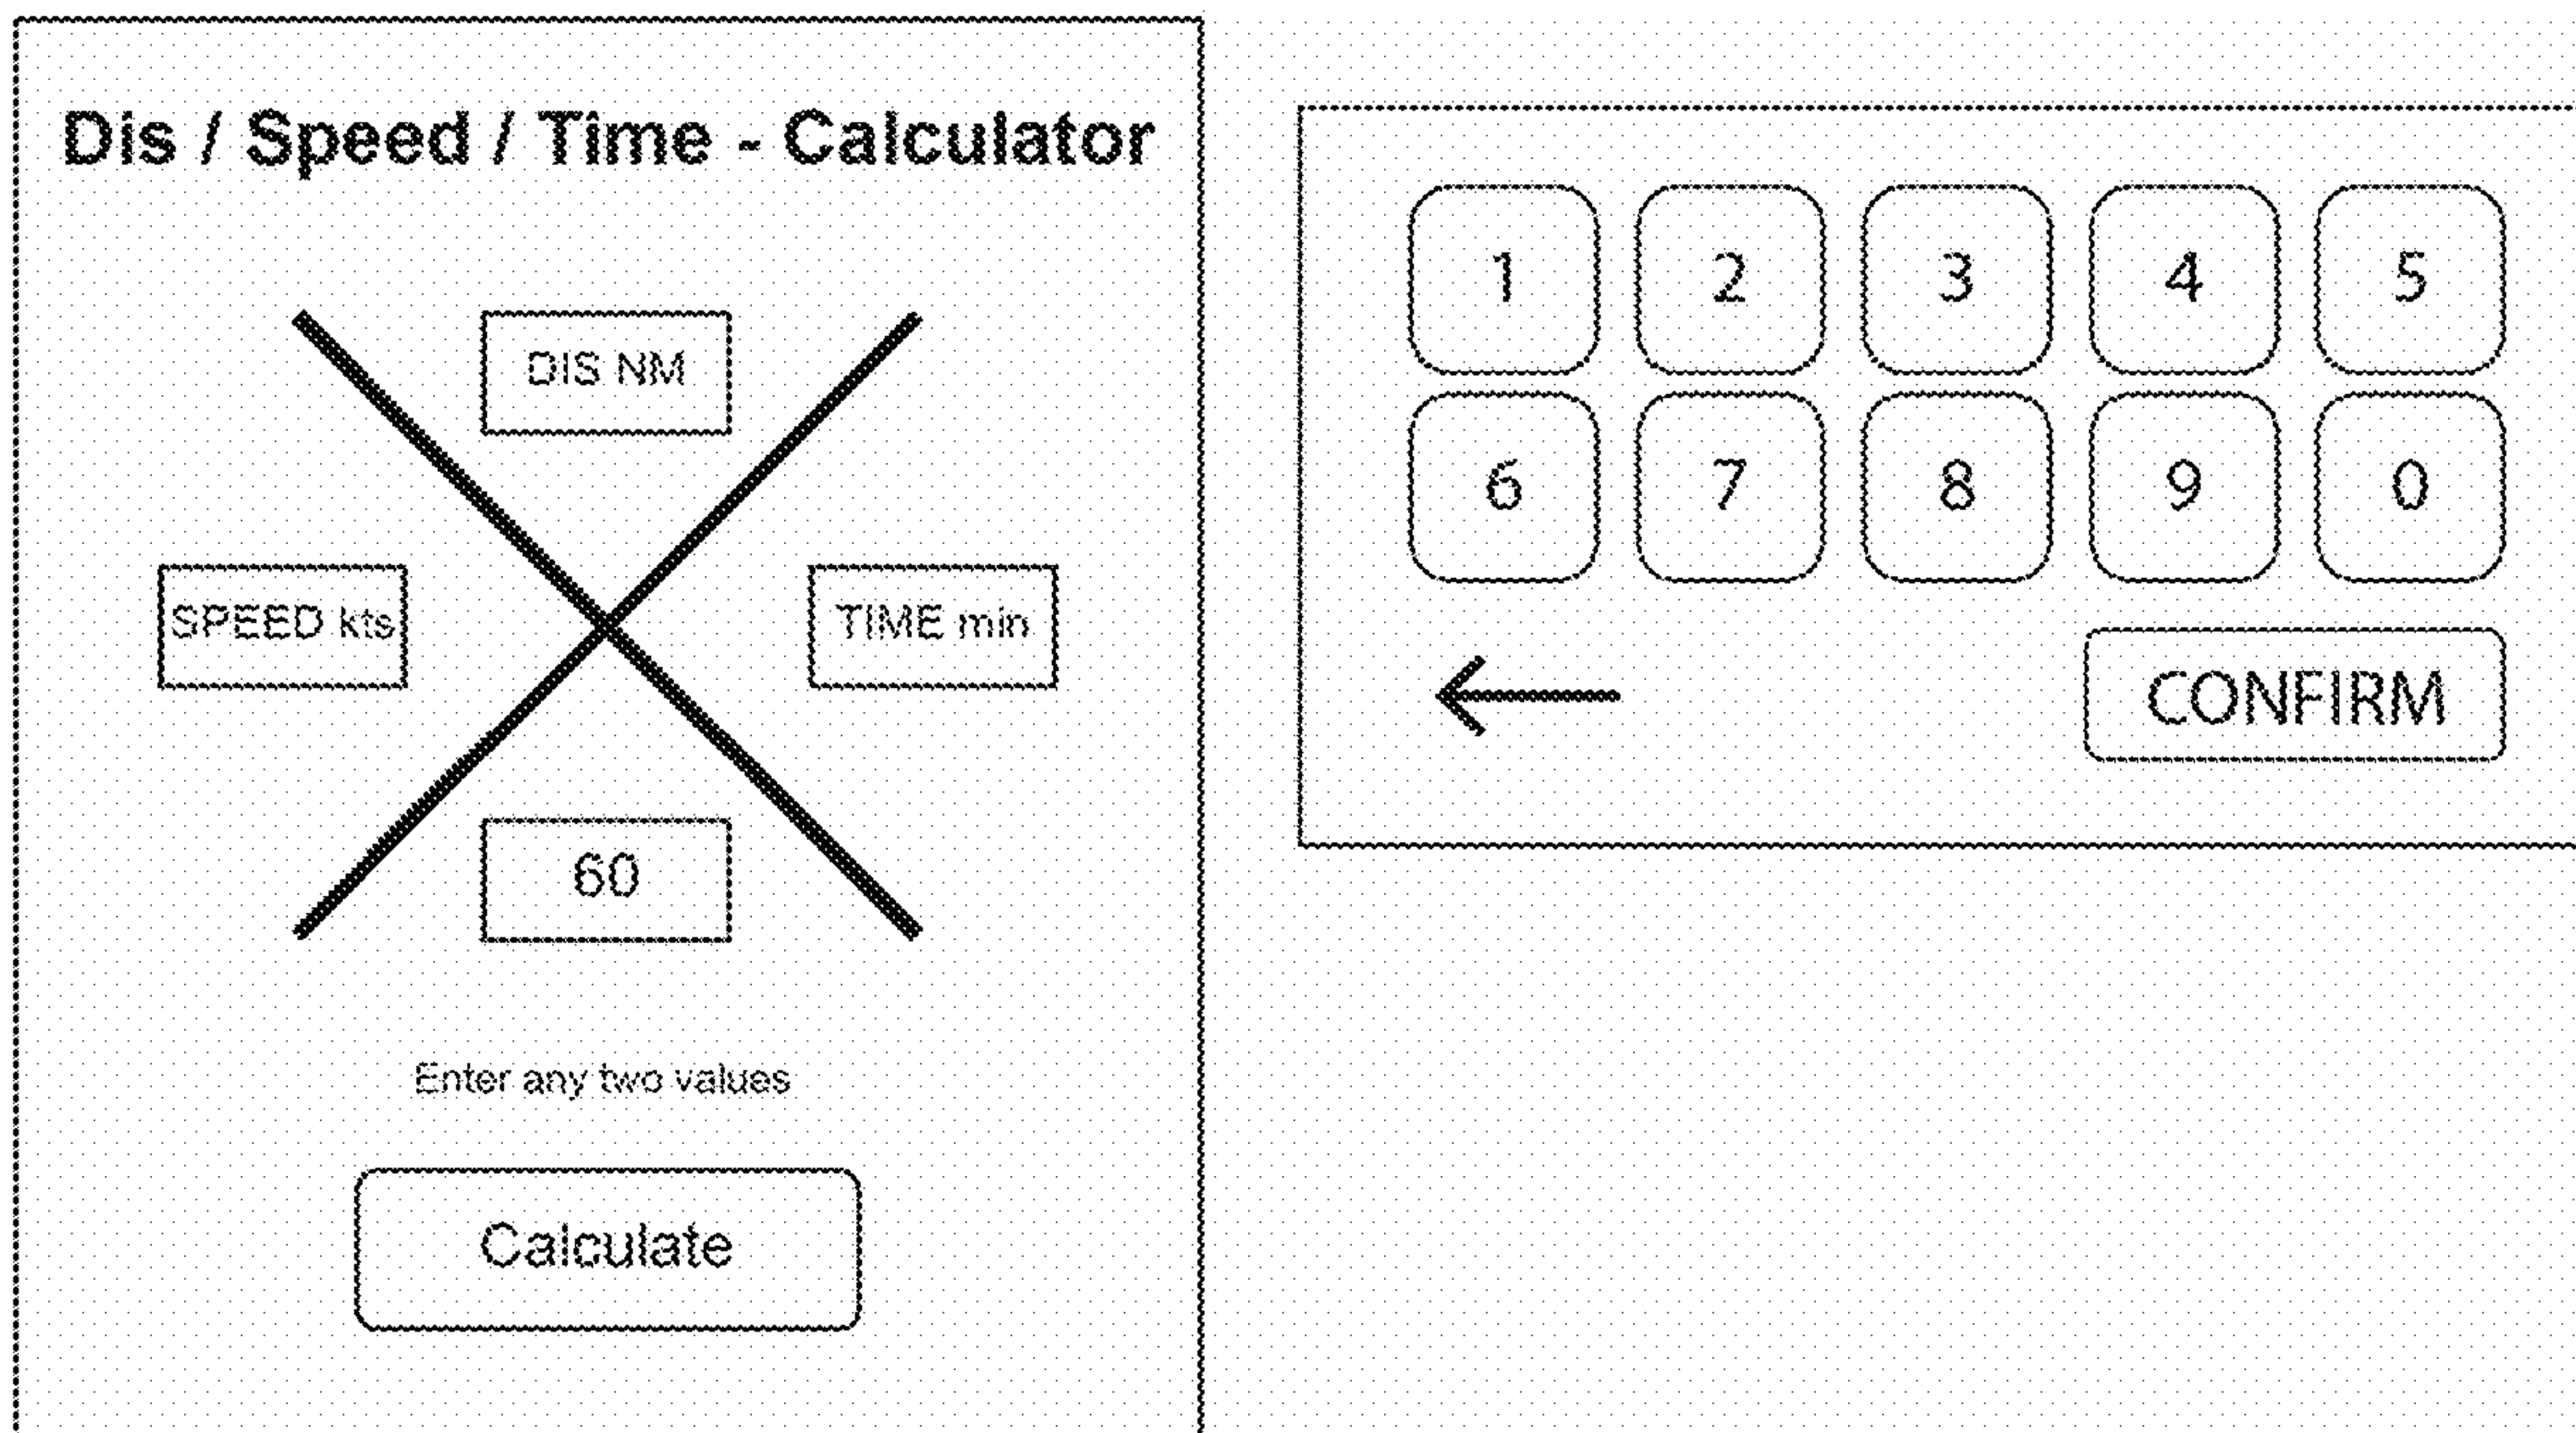 Dis / Speed / Time - Calculator
DIS NM
SPEED kts
TIME min
60
Enter any two values
Calculate
1 2 3 4 5
6 7 8 9 0
CONFIRM